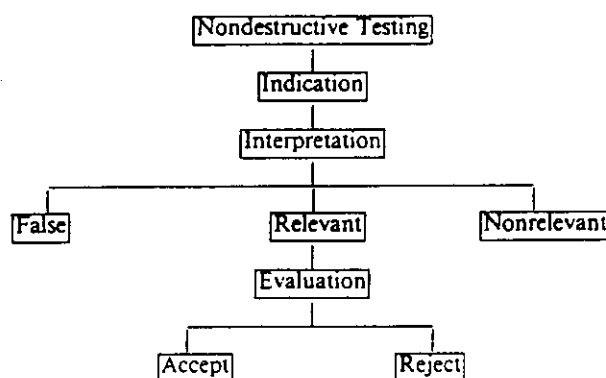 Nondestructive Testing
Indication
Interpretation
False
Relevant
Nonrelevant
Evaluation
Accept
Reject